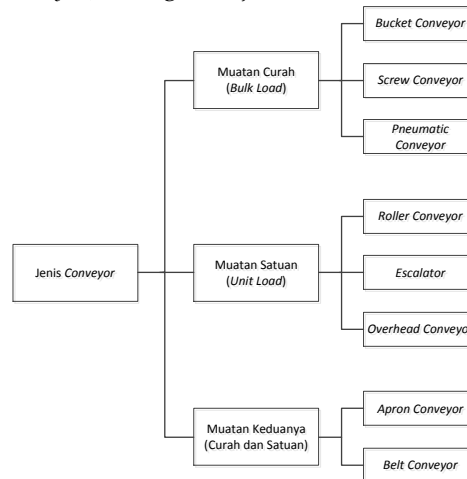 Bucket Conveyor
Muatan Curah
(Bulk Load)
Screw Conveyor
Pneumatic
Conveyor
Roller Conveyor
Jenis Conveyor
Muatan Satuan
(Unit Load)
Escalator
Overhead Conveyo
Apron Conveyor
Muatan Keduanya
(Curah dan Satuan)
Belt Conveyor